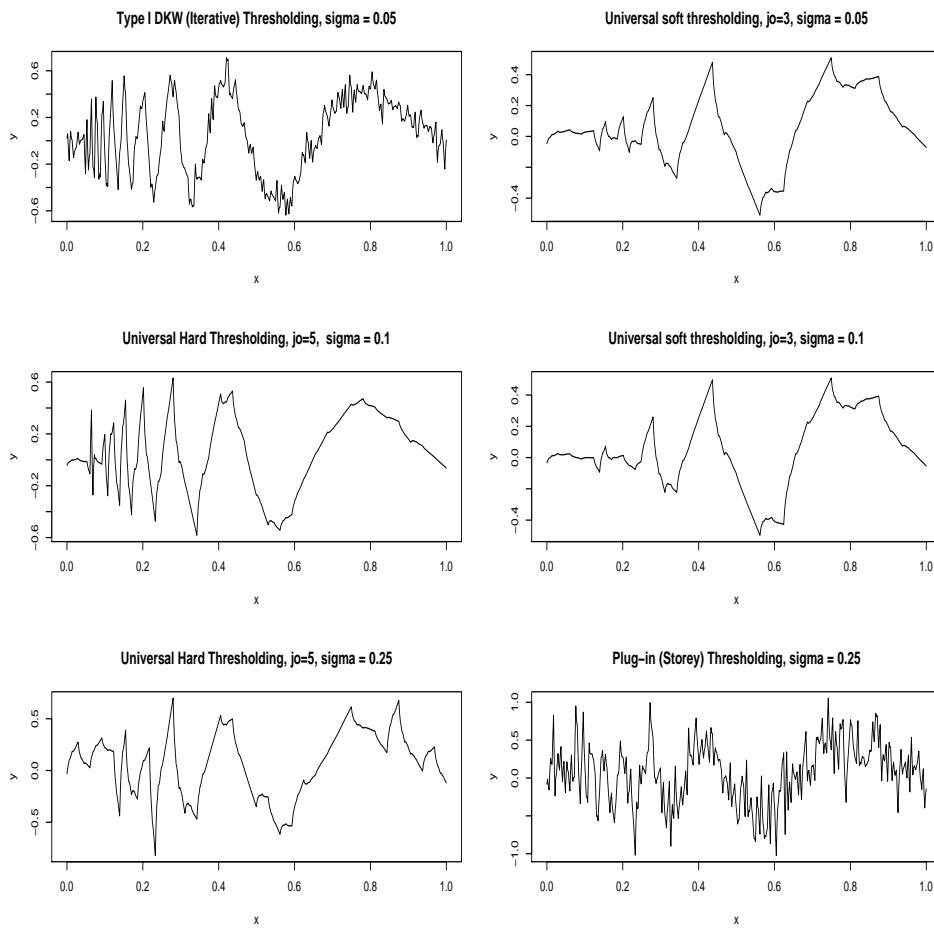 Type I DKW (Iterative) Thresholding, sigma = 0.05
y
0.6
0.2
−0.2
−0.6
0.0 0.2 0.4 0.6 0.8 1.0
x
Universal soft thresholding, jo=3, sigma = 0.05
y
0.4
0.2
0.0
−0.4
0.0 0.2 0.4 0.6 0.8 1.0
x
Universal Hard Thresholding, jo=5, sigma = 0.1
y
0.6
0.2
−0.2
−0.6
0.0 0.2 0.4 0.6 0.8 1.0
x
Universal soft thresholding, jo=3, sigma = 0.1
y
0.4
0.2
0.0
−0.4
0.0 0.2 0.4 0.6 0.8 1.0
x
Universal Hard Thresholding, jo=5, sigma = 0.25
y
0.5
0.0
−0.5
0.0 0.2 0.4 0.6 0.8 1.0
x
Plug−in (Storey) Thresholding, sigma = 0.25
y
1.0
0.5
0.0
−1.0
0.0 0.2 0.4 0.6 0.8 1.0
x